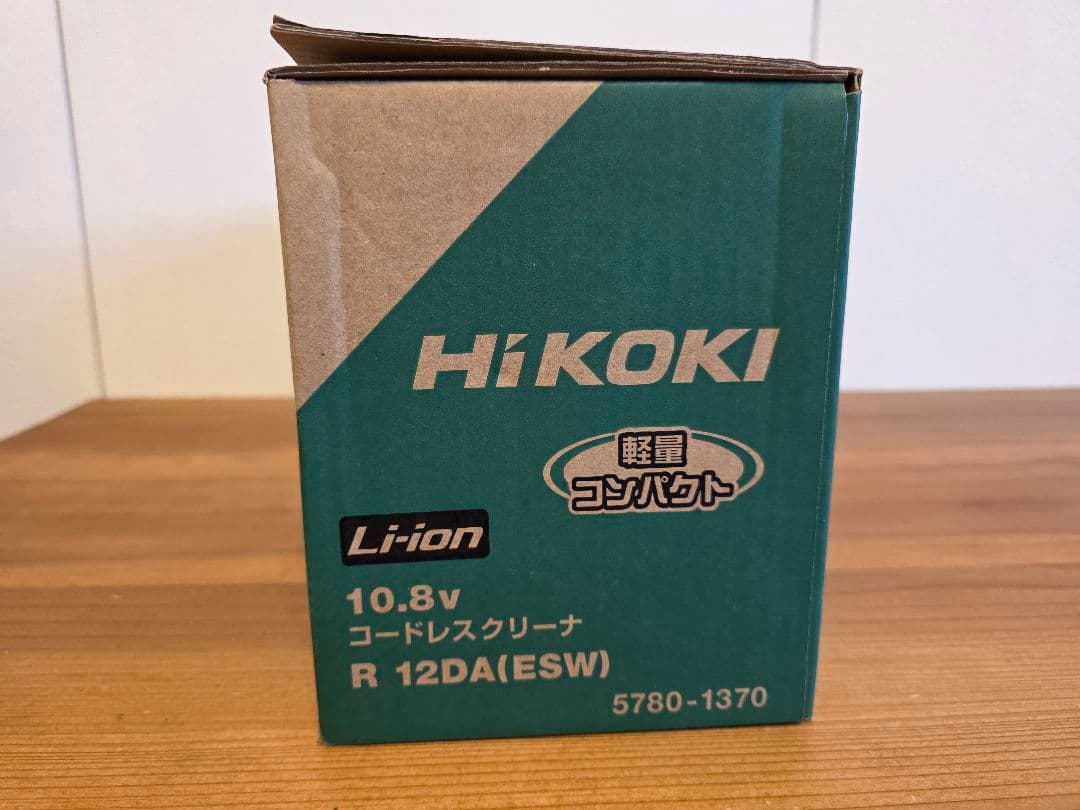 HiKOKI
軽量
コンパクト
Li-ion
10.8v
コードレスクリーナ
R 12DA(ESW)
5780-1370